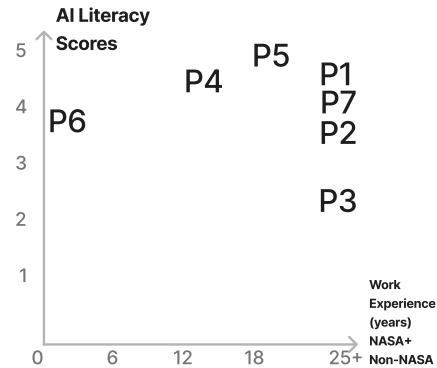 AI Literacy
Scores
5
P5
P4
P1
4
P7
P6
P2
3
P3
2
1
Work
Experience
(years)
NASA+
Non-NASA
0 6 12 18 25+